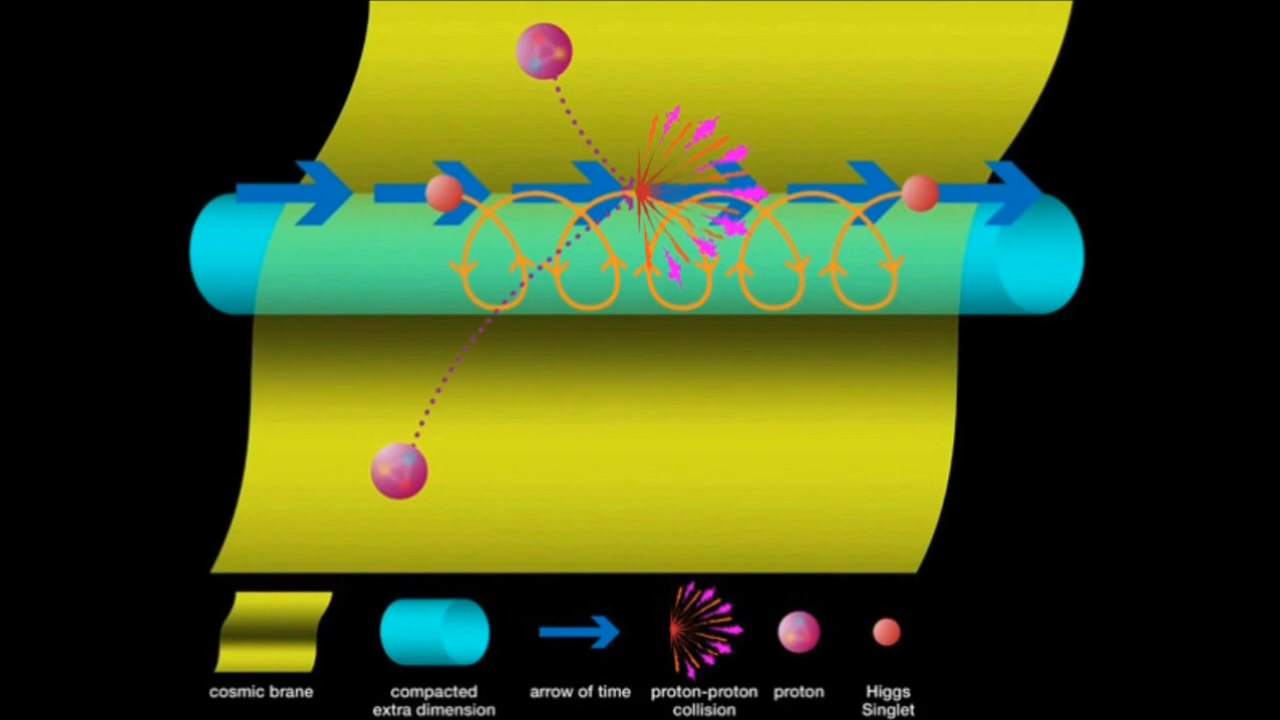 cosmic brane
compacted
extra dimension
arrow of time
proton-proton
collision
proton
Higgs
Singlet